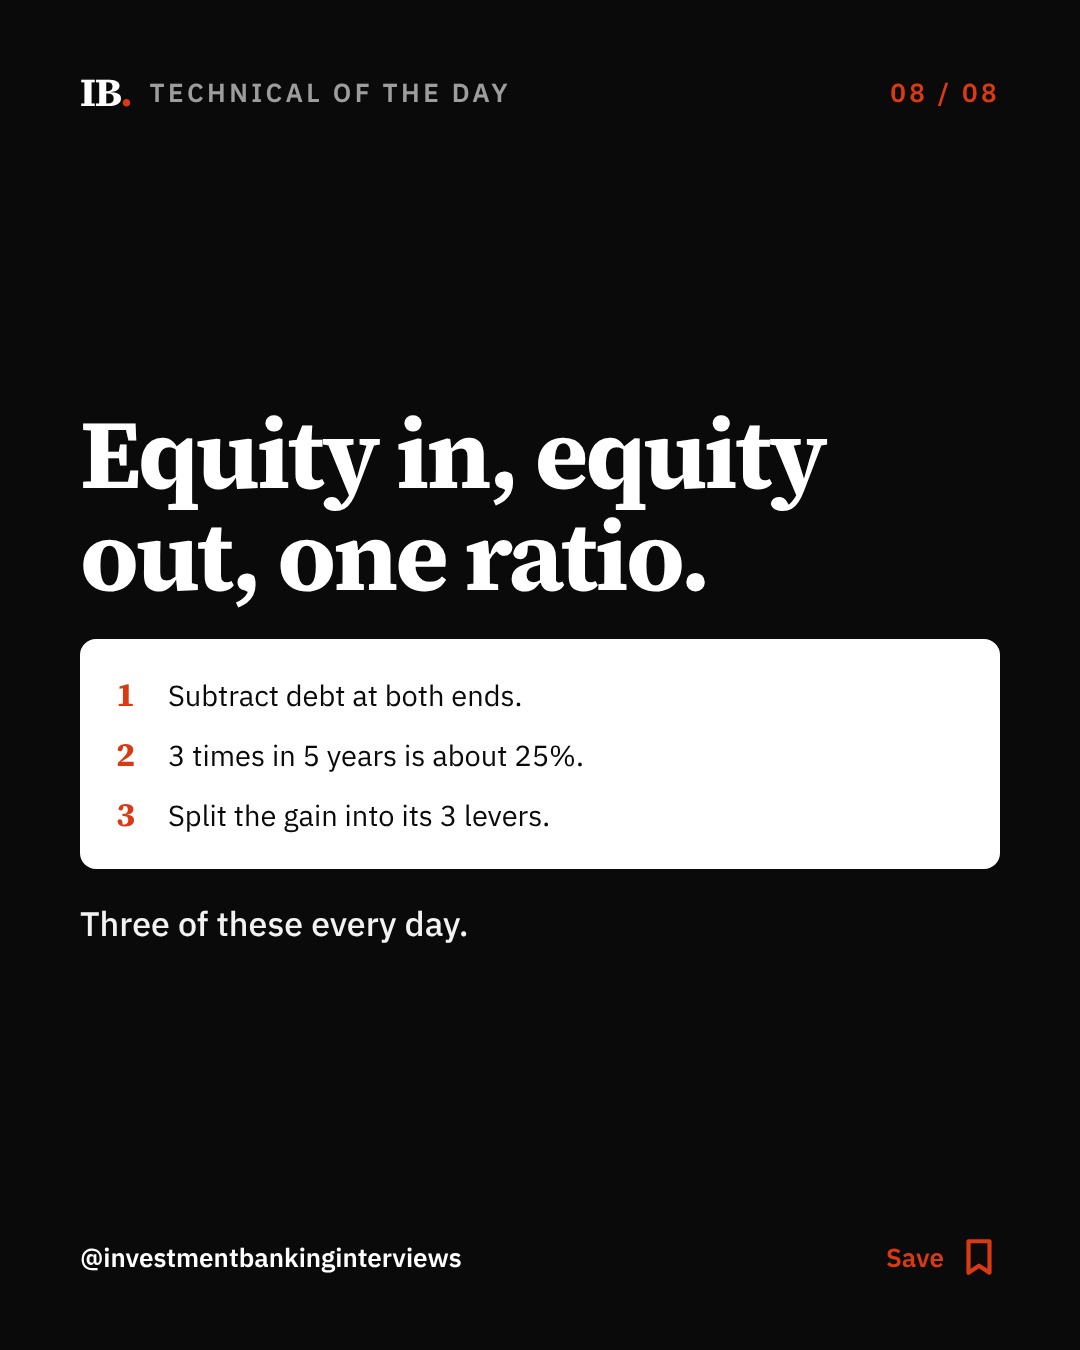 IB. TECHNICAL OF THE DAY
08 / 08
Equity in, equity
out, one ratio.
1 Subtract debt at both ends.
2 3 times in 5 years is about 25%.
3 Split the gain into its 3 levers.
Three of these every day.
@investmentbankinginterviews
Save